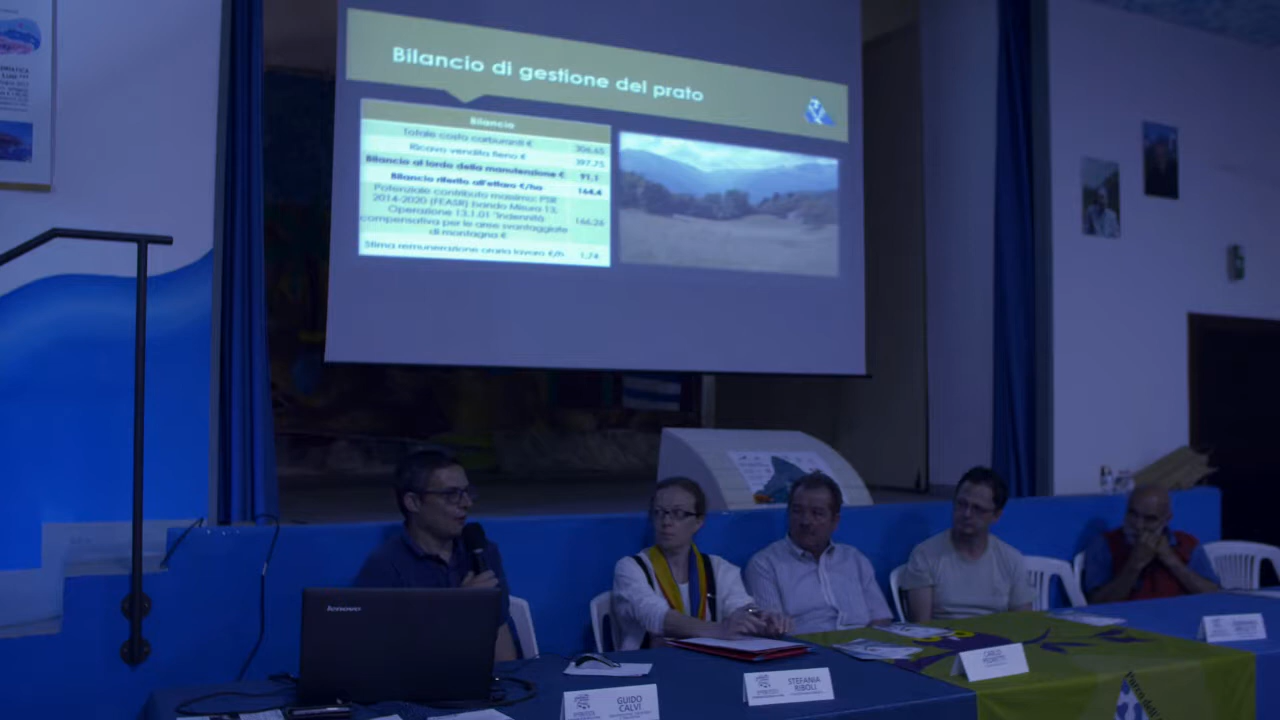 Bilancio di gestione del prato
Bilancio
Totale costo carburanti € 306.65
Ricavo vendita fieno € 397.75
Bilancio al lordo della manutenzione € 91.1
Bilancio riferito all'ettaro €/ha 164.4
Potenziale contributo massimo: PSR
2014-2020 (FEASR) bando Misura 13,
Operazione 13.1.01 "Indennità 166.26
compensativa per le aree svantaggiate
di montagna €
Stima remunerazione oraria lavoro €/h 1.74
lenovo
GUIDO
CALVI
STEFANIA
RIBOLI
CARLO
Parco dell'